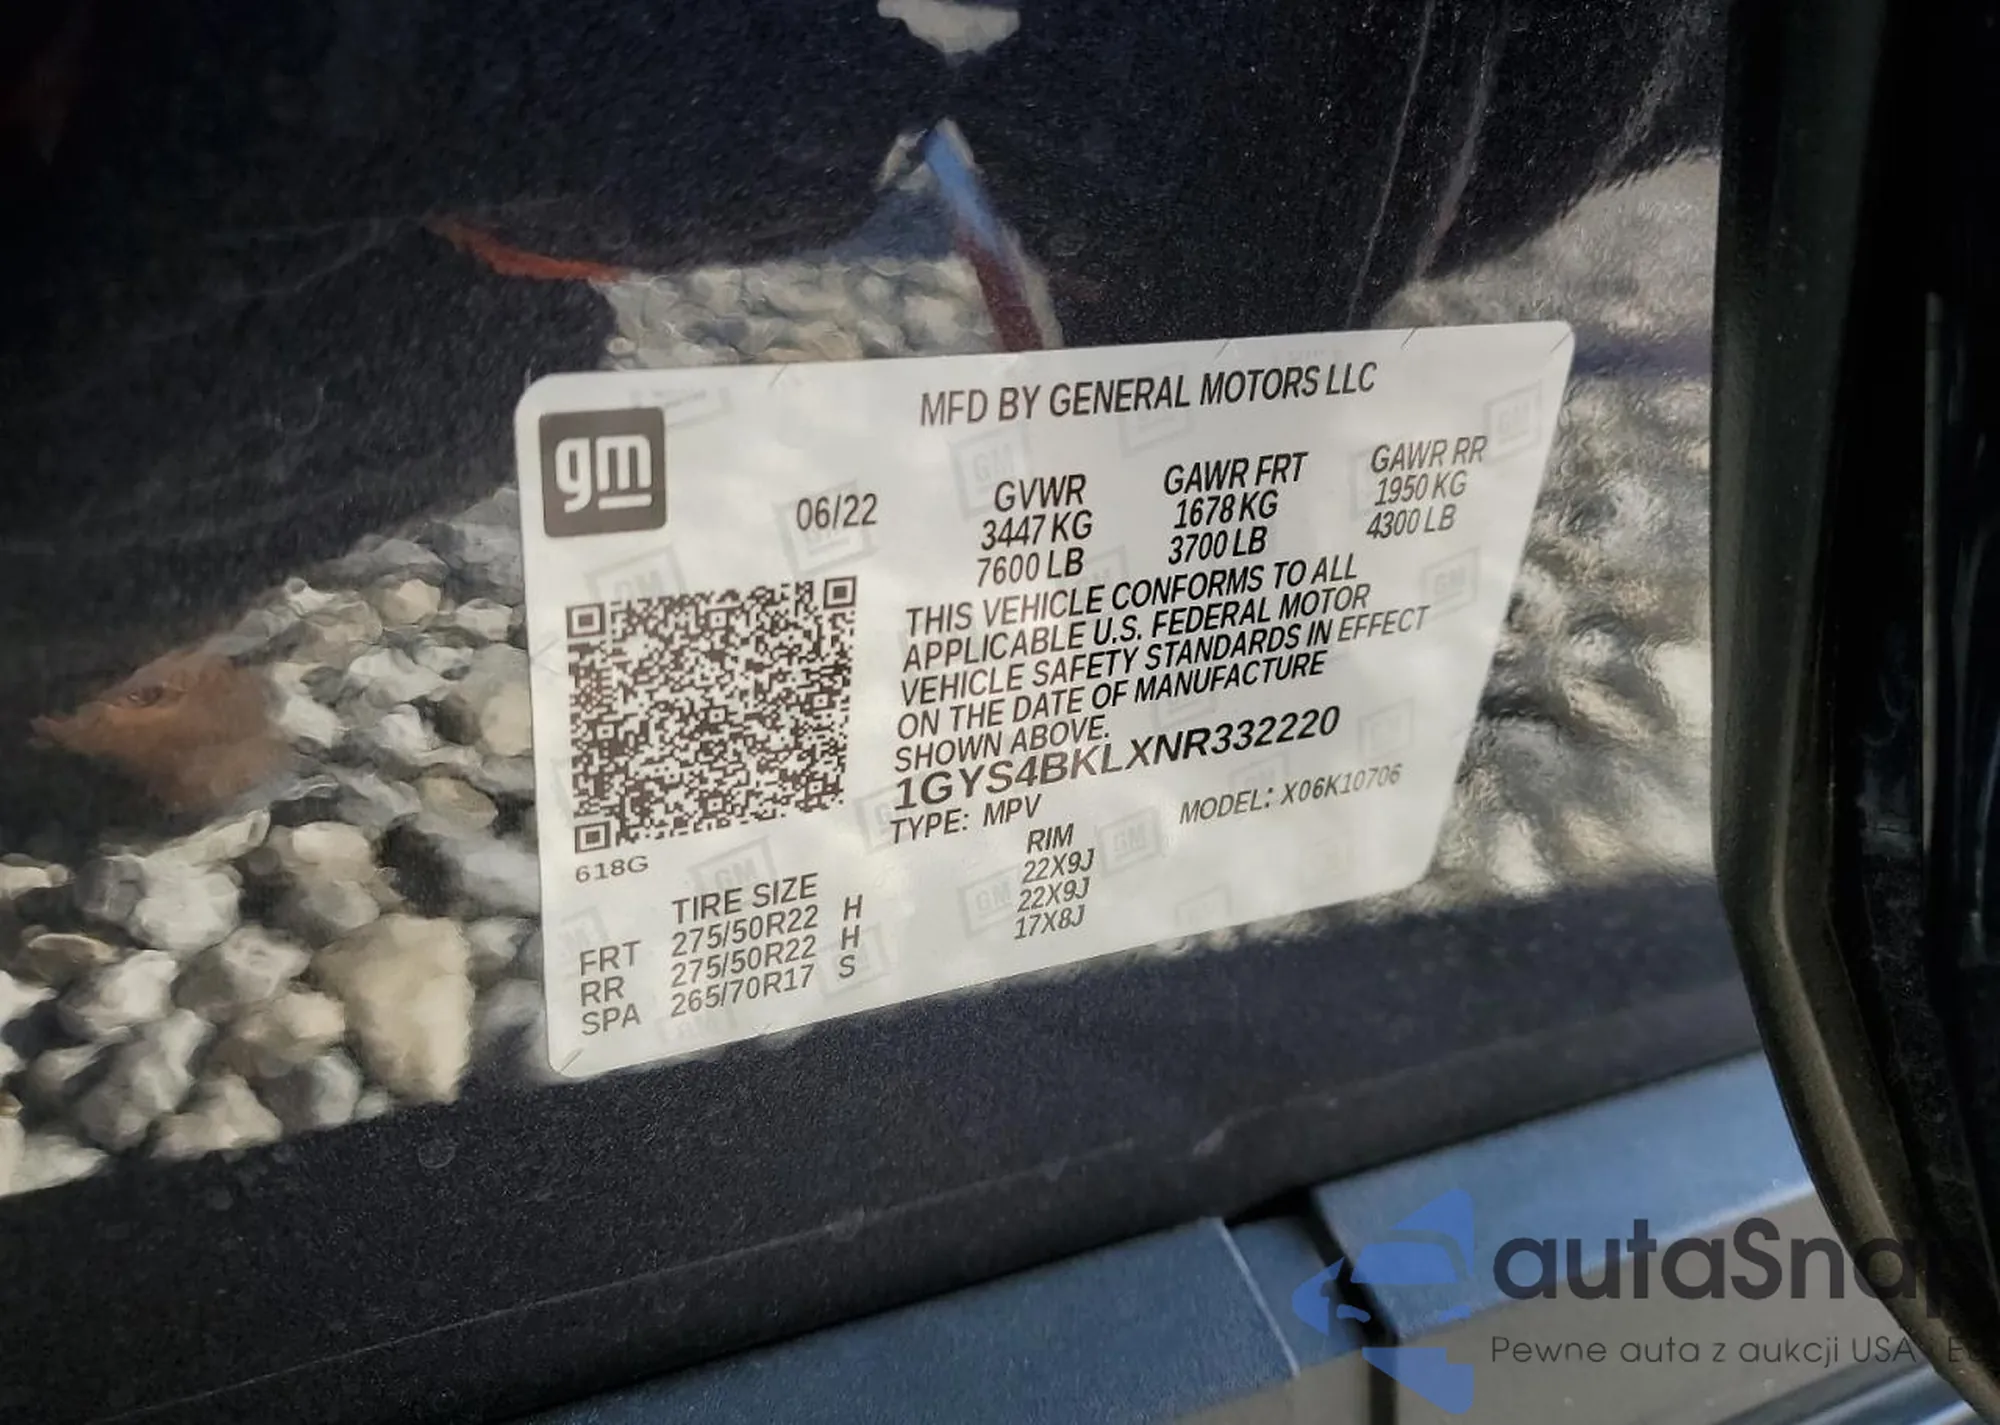 MFD BY GENERAL MOTORS LLC
gm
06/22
GVWR GAWR FRT GAWR RR
3447 KG 1678 KG 1950 KG
7600 LB 3700 LB 4300 LB
THIS VEHICLE CONFORMS TO ALL
APPLICABLE U.S. FEDERAL MOTOR
VEHICLE SAFETY STANDARDS IN EFFECT
ON THE DATE OF MANUFACTURE
SHOWN ABOVE.
1GYS4BKLXNR332220
TYPE: MPV MODEL: X06K10706
618G
TIRE SIZE RIM
FRT 275/50R22 H 22X9J
RR 275/50R22 H 22X9J
SPA 265/70R17 S 17X8J
autaSna
Pewne auta z aukcji USA